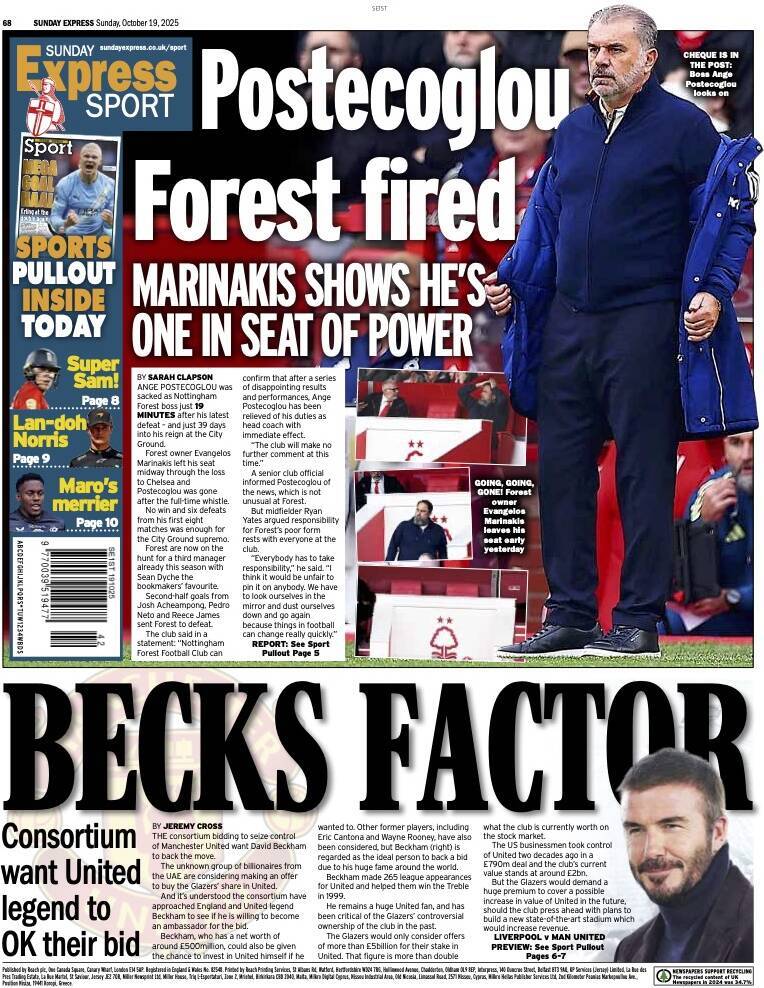 SE1ST
68
SUNDAY EXPRESS Sunday, October 19, 2025
SUNDAY
sundayexpress.co.uk/sport
Express
SPORT
Sport
MEGA
GOAL
HAAL
SPORTS
PULLOUT
INSIDE
TODAY
Super
Sam!
Page 8
Lan-doh
Norris
Page 9
Maro's
merrier
Page 10
ABCDEFGHIJKLPQRS*TUW1234WBDS
9 770039 519477
SE1ST 191025
42
Postecoglou
Forest fired
MARINAKIS SHOWS HE'S
ONE IN SEAT OF POWER
CHEQUE IS IN
THE POST:
Boss Ange
Postecoglou
looks on
BY SARAH CLAPSON
ANGE POSTECOGLOU was
sacked as Nottingham
Forest boss just 19
MINUTES after his latest
defeat – and just 39 days
into his reign at the City
Ground.
Forest owner Evangelos
Marinakis left his seat
midway through the loss
to Chelsea and
Postecoglou was gone
after the full-time whistle.
No win and six defeats
from his first eight
matches was enough for
the City Ground supremo.
Forest are now on the
hunt for a third manager
already this season with
Sean Dyche the
bookmakers' favourite.
Second-half goals from
Josh Acheampong, Pedro
Neto and Reece James
sent Forest to defeat.
The club said in a
statement: "Nottingham
Forest Football Club can
confirm that after a series
of disappointing results
and performances, Ange
Postecoglou has been
relieved of his duties as
head coach with
immediate effect.
"The club will make no
further comment at this
time."
A senior club official
informed Postecoglou of
the news, which is not
unusual at Forest.
But midfielder Ryan
Yates argued responsibility
for Forest's poor form
rests with everyone at the
club.
"Everybody has to take
responsibility," he said. "I
think it would be unfair to
pin it on anybody. We have
to look ourselves in the
mirror and dust ourselves
down and go again
because things in football
can change really quickly."
REPORT: See Sport
Pullout Page 5
GOING, GOING,
GONE! Forest
owner
Evangelos
Marinakis
leaves his
seat early
yesterday
BECKS FACTOR
Consortium
want United
legend to
OK their bid
BY JEREMY CROSS
THE consortium bidding to seize control
of Manchester United want David Beckham
to back the move.
The unknown group of billionaires from
the UAE are considering making an offer
to buy the Glazers' share in United.
And it's understood the consortium have
approached England and United legend
Beckham to see if he is willing to become
an ambassador for the bid.
Beckham, who has a net worth of
around £500million, could also be given
the chance to invest in United himself if he
wanted to. Other former players, including
Eric Cantona and Wayne Rooney, have also
been considered, but Beckham (right) is
regarded as the ideal person to back a bid
due to his huge fame around the world.
Beckham made 265 league appearances
for United and helped them win the Treble
in 1999.
He remains a huge United fan, and has
been critical of the Glazers' controversial
ownership of the club in the past.
The Glazers would only consider offers
of more than £5billion for their stake in
United. That figure is more than double
what the club is currently worth on
the stock market.
The US businessmen took control
of United two decades ago in a
£790m deal and the club's current
value stands at around £2bn.
But the Glazers would demand a
huge premium to cover a possible
increase in value of United in the future,
should the club press ahead with plans to
build a new state-of-the-art stadium which
would increase revenue.
LIVERPOOL v MAN UNITED
PREVIEW: See Sport Pullout
Pages 6-7
NEWSPAPERS SUPPORT RECYCLING
The recycled content of UK
Newspapers in 2024 was 34.7%